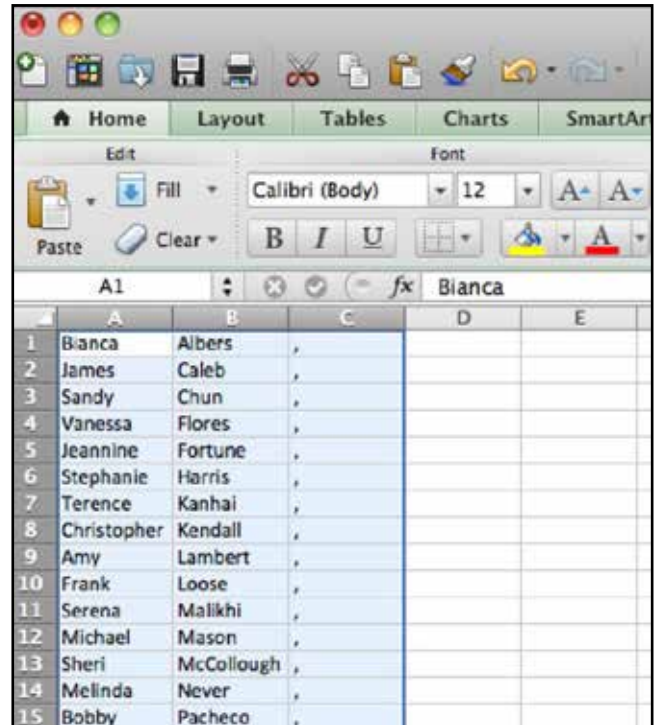 Home Layout Tables Charts SmartAr
Edit Font
Fill Calibri (Body) 12 A A
Paste Clear B I U A
A1 fx Bianca
A B C D E
1 Bianca Albers ,
2 James Caleb ,
3 Sandy Chun ,
4 Vanessa Flores ,
5 Jeannine Fortune ,
6 Stephanie Harris ,
7 Terence Kanhai ,
8 Christopher Kendall ,
9 Amy Lambert ,
10 Frank Loose ,
11 Serena Malikhi ,
12 Michael Mason ,
13 Sheri McCollough ,
14 Melinda Never ,
15 Bobby Pacheco ,